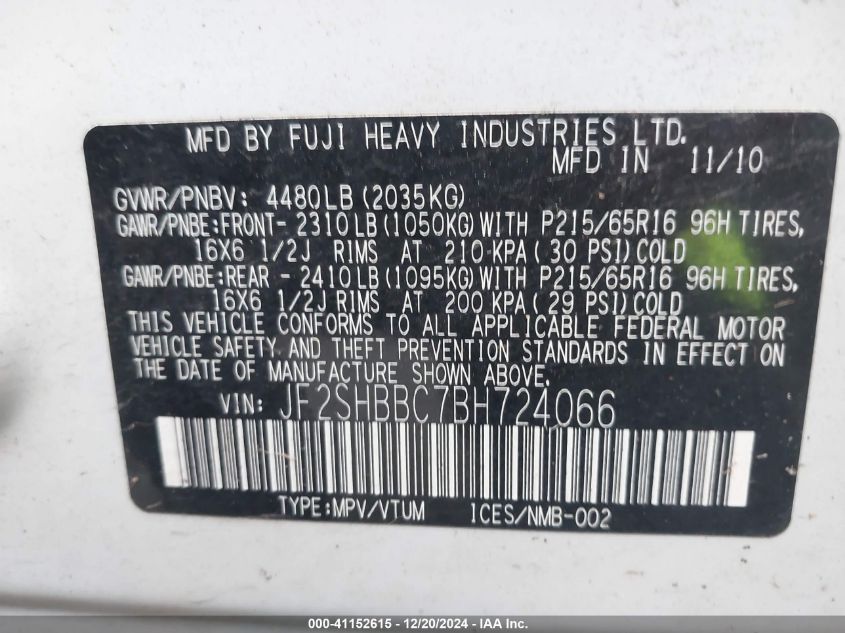 MFD BY FUJI HEAVY INDUSTRIES LTD.
MFD IN 11/10
GVWR/PNBV: 4480LB(2035KG)
GAWR/PNBE:FRONT- 2310LB(1050KG)WITH P215/65R16 96H TIRES,
16X6 1/2J RIMS AT 210 KPA( 30 PSI)COLD
GAWR/PNBE:REAR - 2410LB(1095KG)WITH P215/65R16 96H TIRES,
16X6 1/2J RIMS AT 200 KPA( 29 PSI)COLD
THIS VEHICLE CONFORMS TO ALL APPLICABLE FEDERAL MOTOR
VEHICLE SAFETY AND THEFT PREVENTION STANDARDS IN EFFECT ON
THE DATE OF MANUFACTURE SHOWN ABOVE.
VIN: JF2SHBBC7BH724066
TYPE:MPV/VTUM ICES/NMB-002
000-41152615 - 12/20/2024 - IAA Inc.